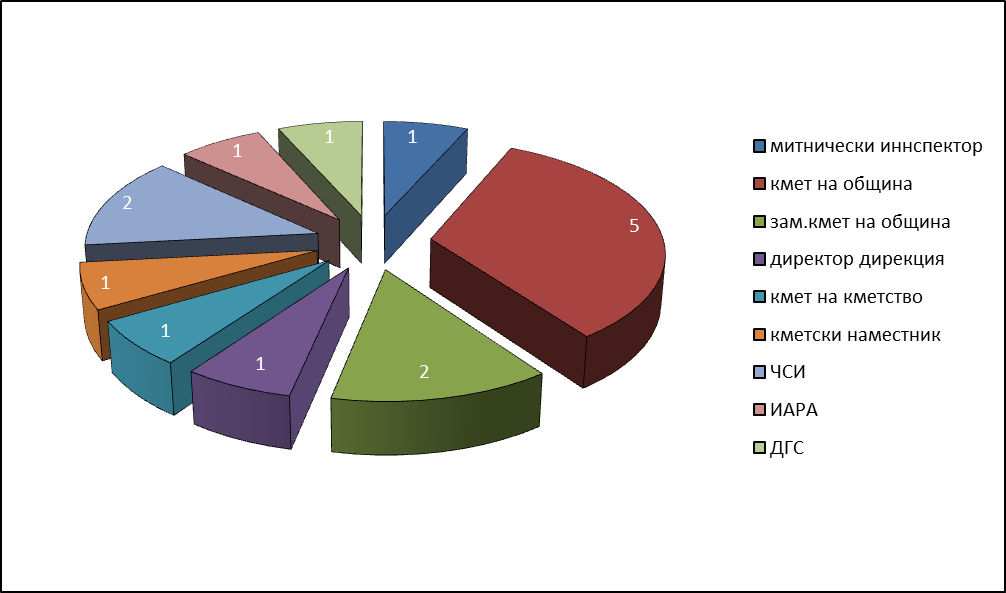 1
1
1
5
2
1
1
1
2
митнически иннспектор
кмет на община
зам.кмет на община
директор дирекция
кмет на кметство
кметски наместник
ЧСИ
ИАРА
ДГС